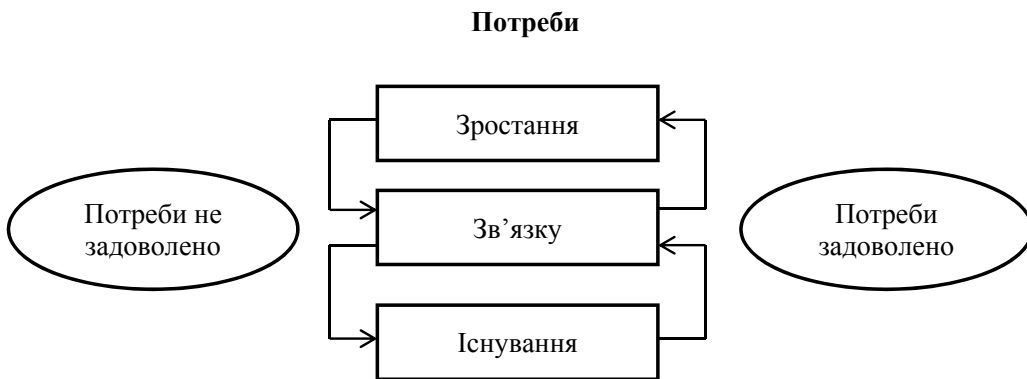 Потреби
Зростання
Потреби не
задоволено
Зв’язку
Потреби
задоволено
Існування